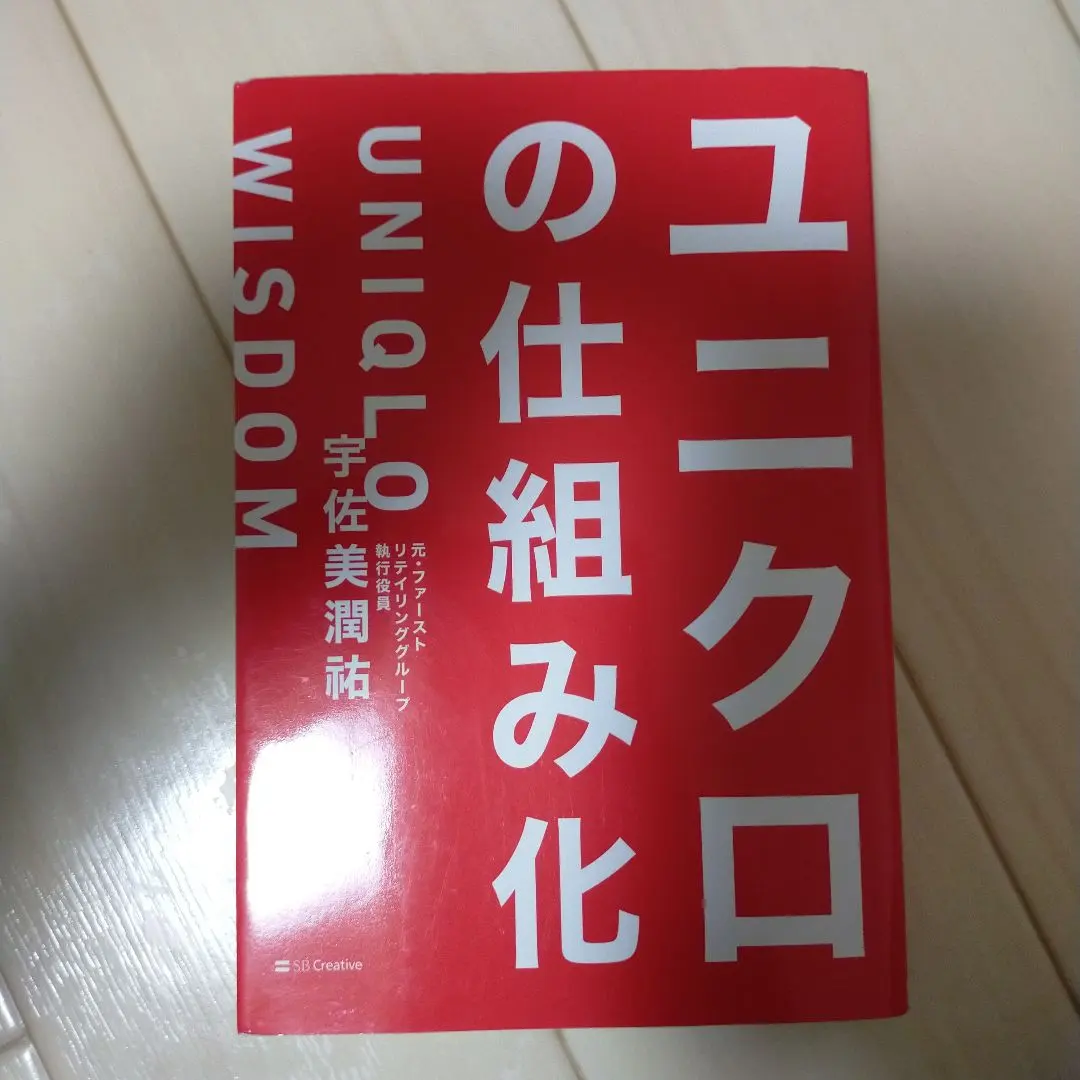 ユニクロ
の仕組み化
UNIQLO
WISDOM
元・ファースト
リテイリンググループ
執行役員
宇佐美潤祐
SB Creative